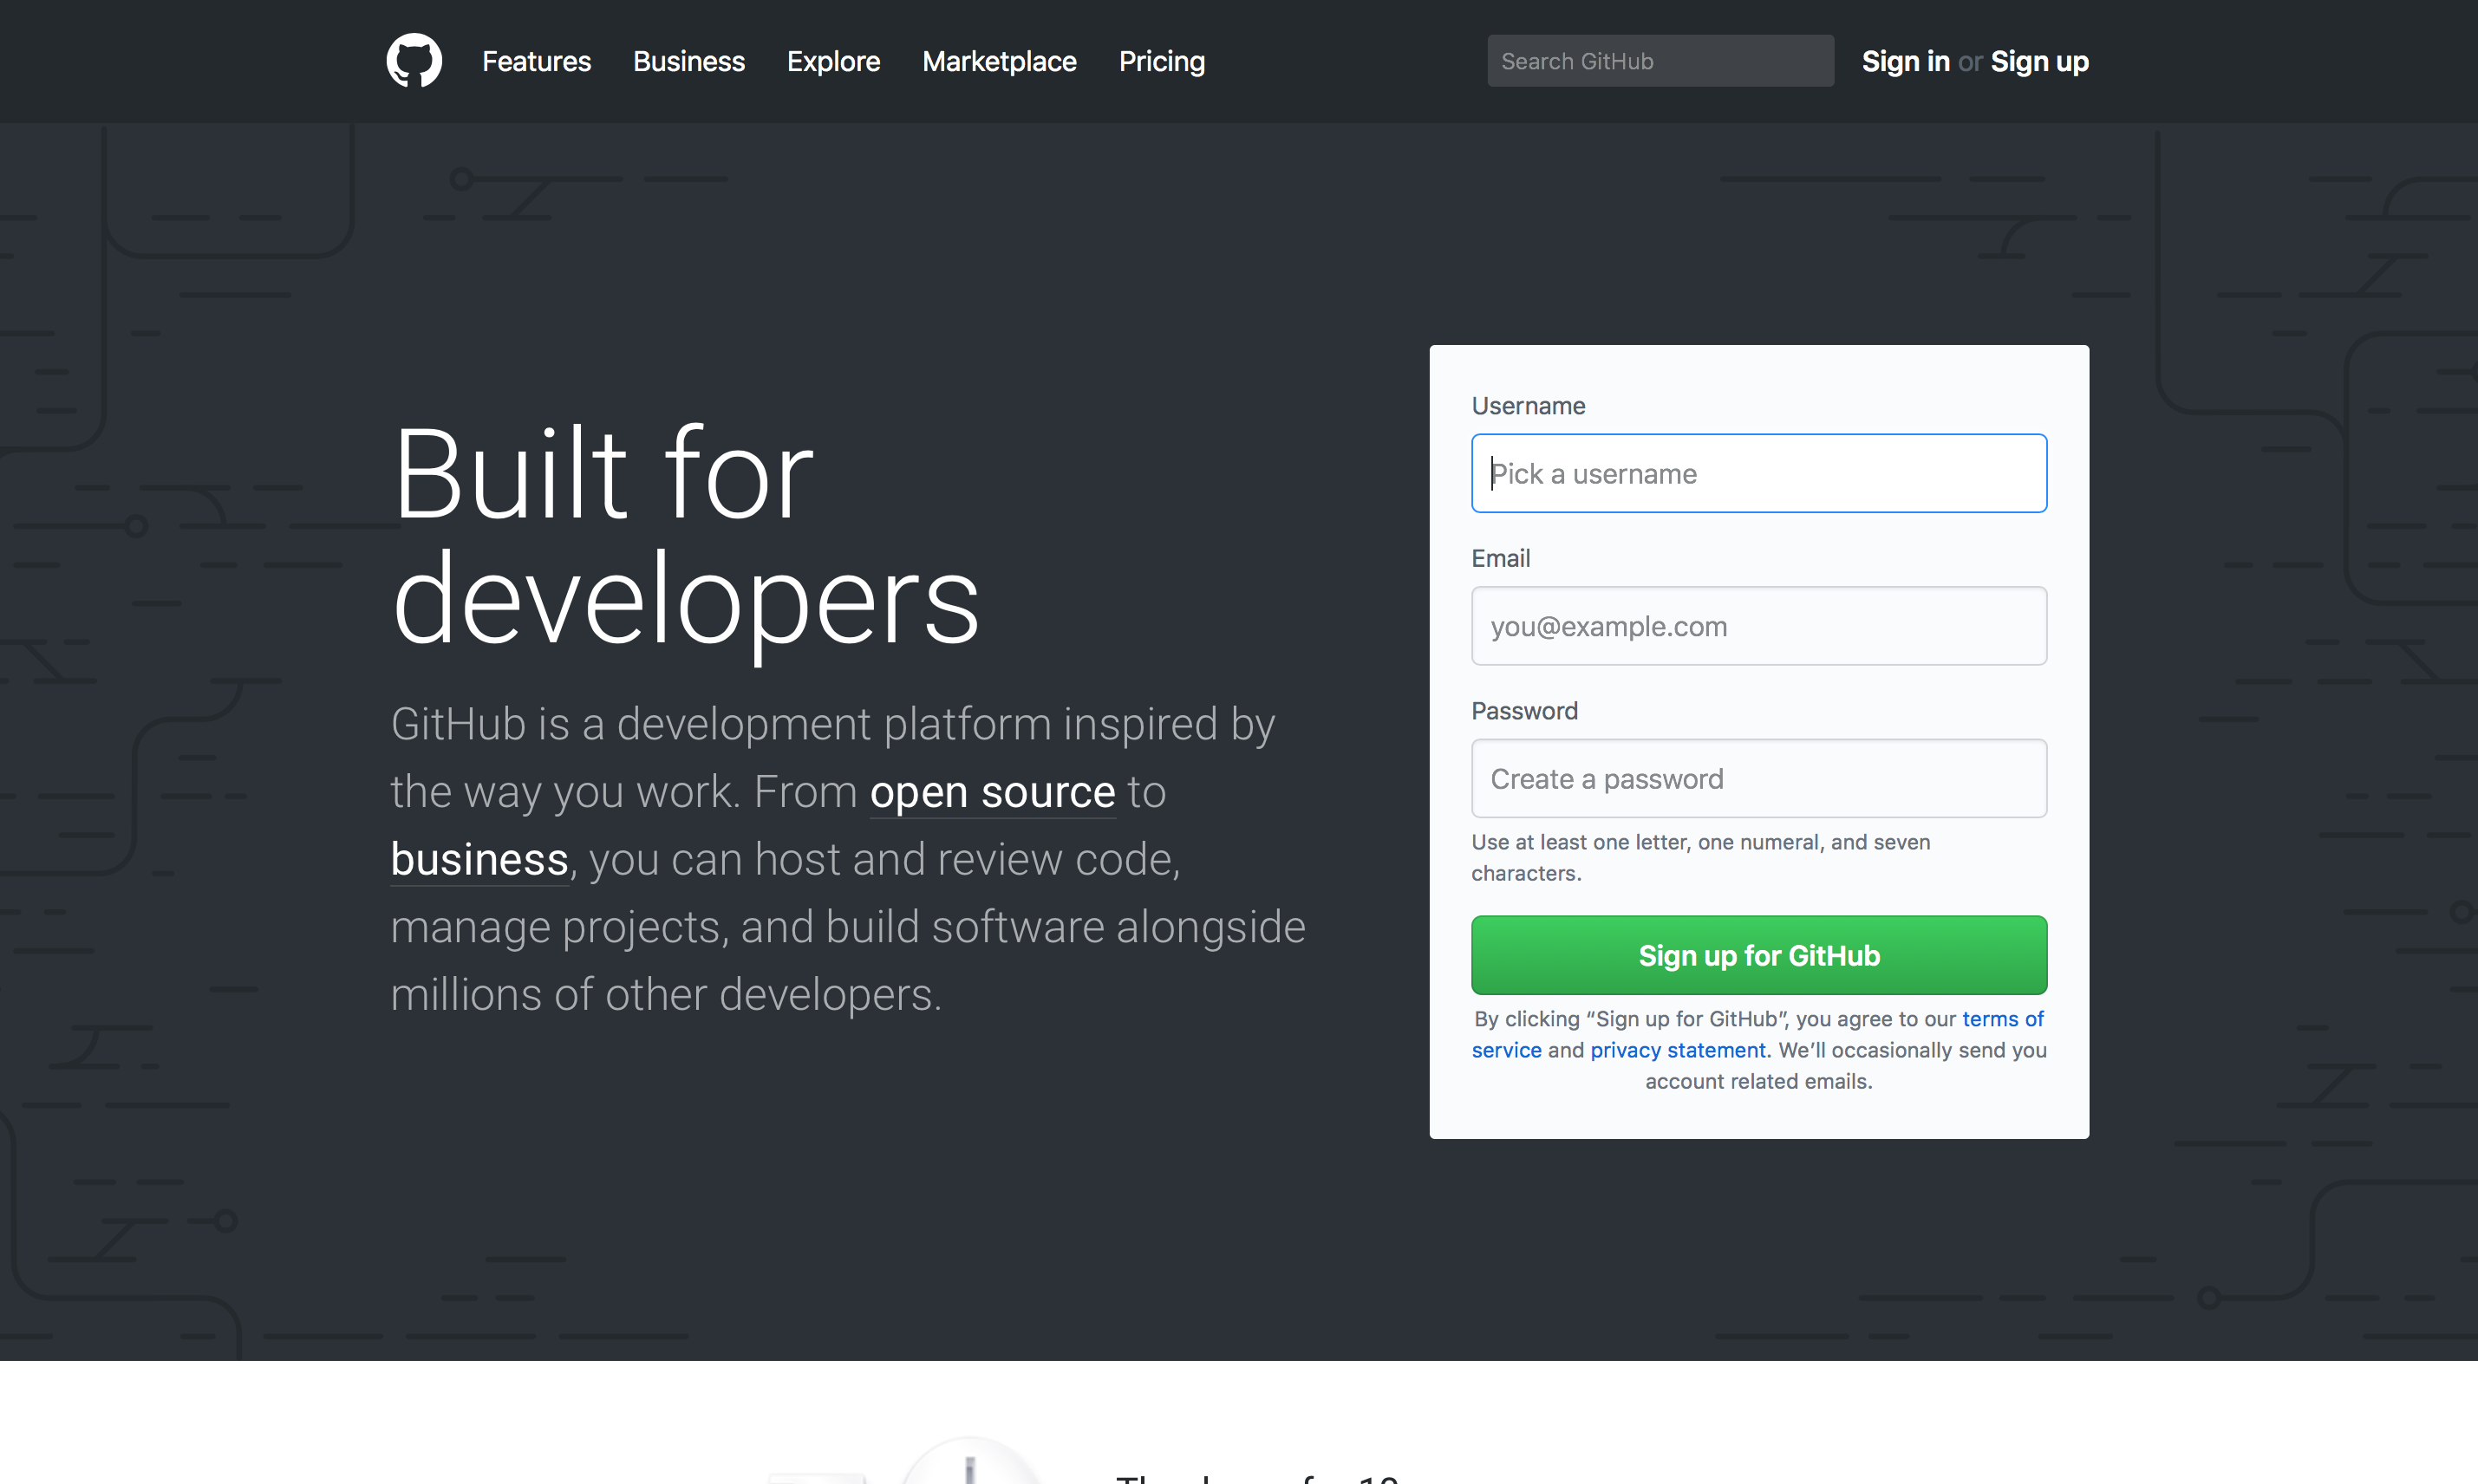 Features Business Explore Marketplace Pricing Search GitHub Sign in or Sign up
Built for
developers
GitHub is a development platform inspired by
the way you work. From open source to
business, you can host and review code,
manage projects, and build software alongside
millions of other developers.
Username
Pick a username
Email
you@example.com
Password
Create a password
Use at least one letter, one numeral, and seven
characters.
Sign up for GitHub
By clicking “Sign up for GitHub”, you agree to our terms of
service and privacy statement. We’ll occasionally send you
account related emails.